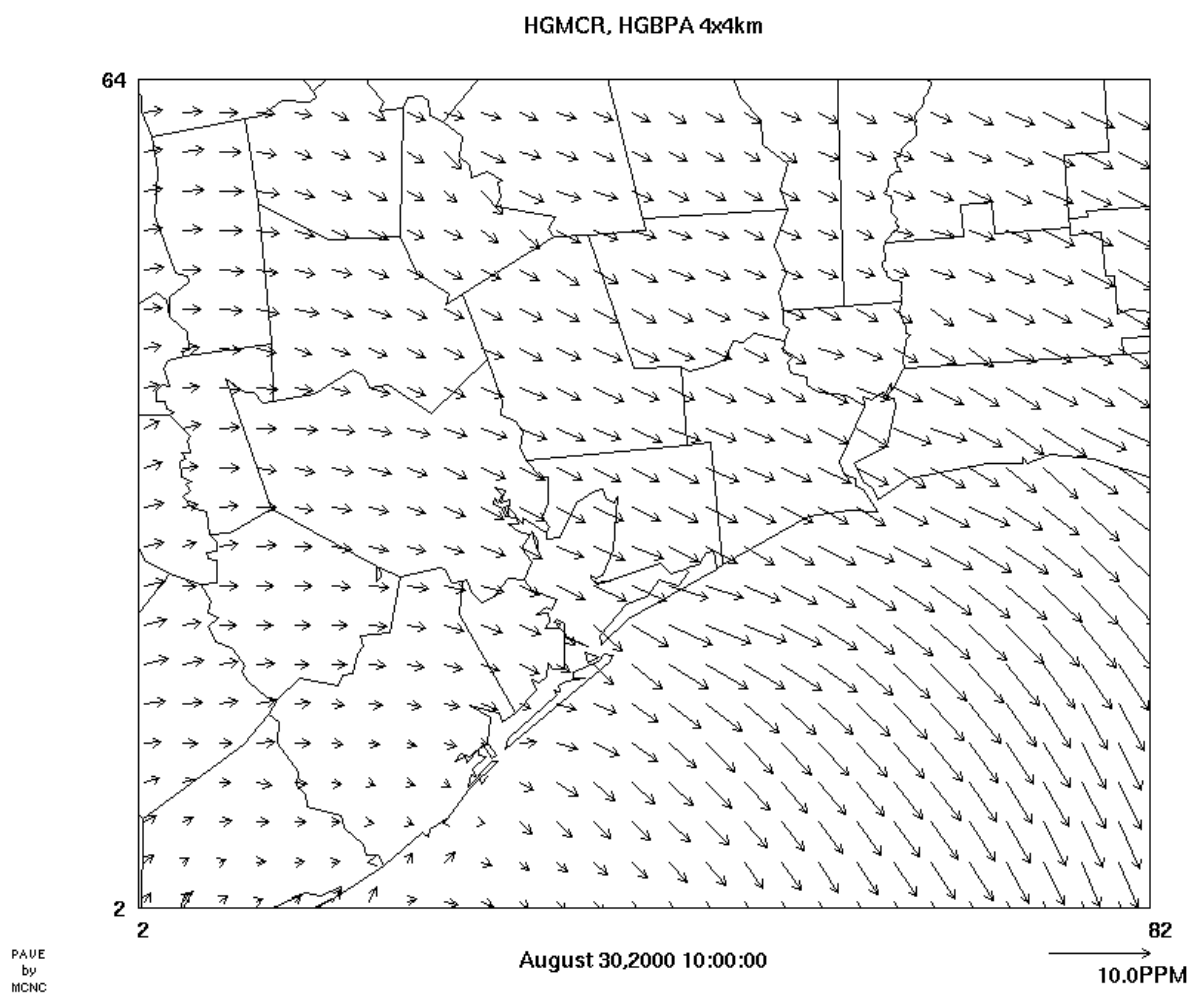 HGMCR, HGBPA 4x4km
64
2
2
82
August 30,2000 10:00:00
10.0PPM
PAVE
by
MCNC